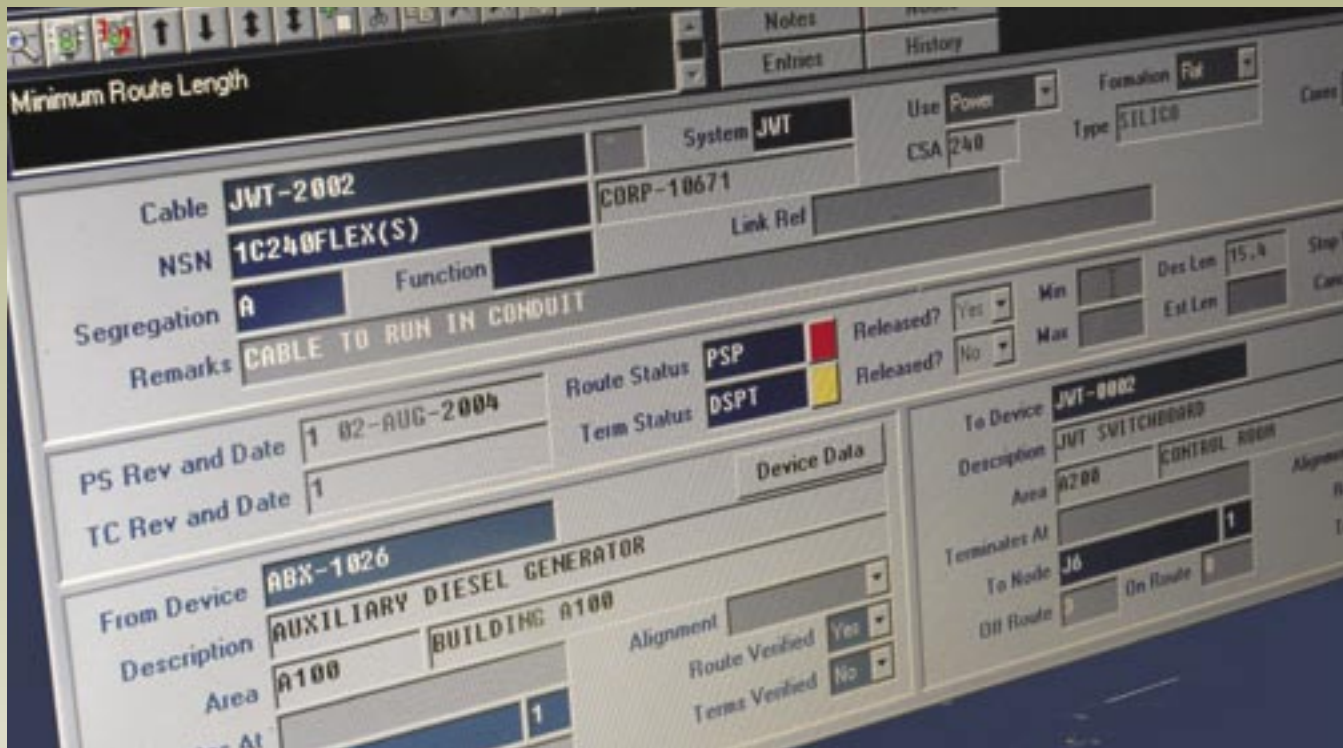 Minimum Route Length
Notes
Entries History
Cable JWT-2002 System JWT Use Power Formation Flat
NSN 1C240FLEX(S) CORP-10671 CSA 240 Type SILICO
Segregation A Function Link Ref
Remarks CABLE TO RUN IN CONDUIT
PS Rev and Date 1 02-AUG-2004 Route Status PSP Released? Yes Min Des Len 15.4
TC Rev and Date 1 Term Status DSPT Released? No Max Est Len
Device Data
From Device ABX-1026
Description AUXILIARY DIESEL GENERATOR
Area A100 BUILDING A100
Alignment
Route Verified Yes
1 Terms Verified No
To Device JWT-0002
Description JWT SWITCHBOARD
Area A200 CONTROL ROOM
Terminates At
To Node J6 1
Off Route On Route